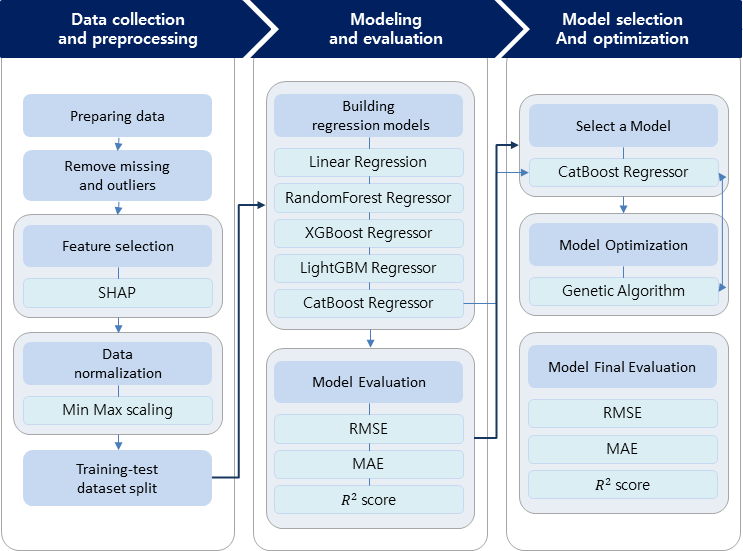 Data collection
and preprocessing
Modeling
and evaluation
Model selection
And optimization
Preparing data
Remove missing
and outliers
Feature selection
SHAP
Data
normalization
Min Max scaling
Training-test
dataset split
Building
regression models
Linear Regression
RandomForest Regressor
XGBoost Regressor
LightGBM Regressor
CatBoost Regressor
Model Evaluation
RMSE
MAE
R² score
Select a Model
CatBoost Regressor
Model Optimization
Genetic Algorithm
Model Final Evaluation
RMSE
MAE
R² score